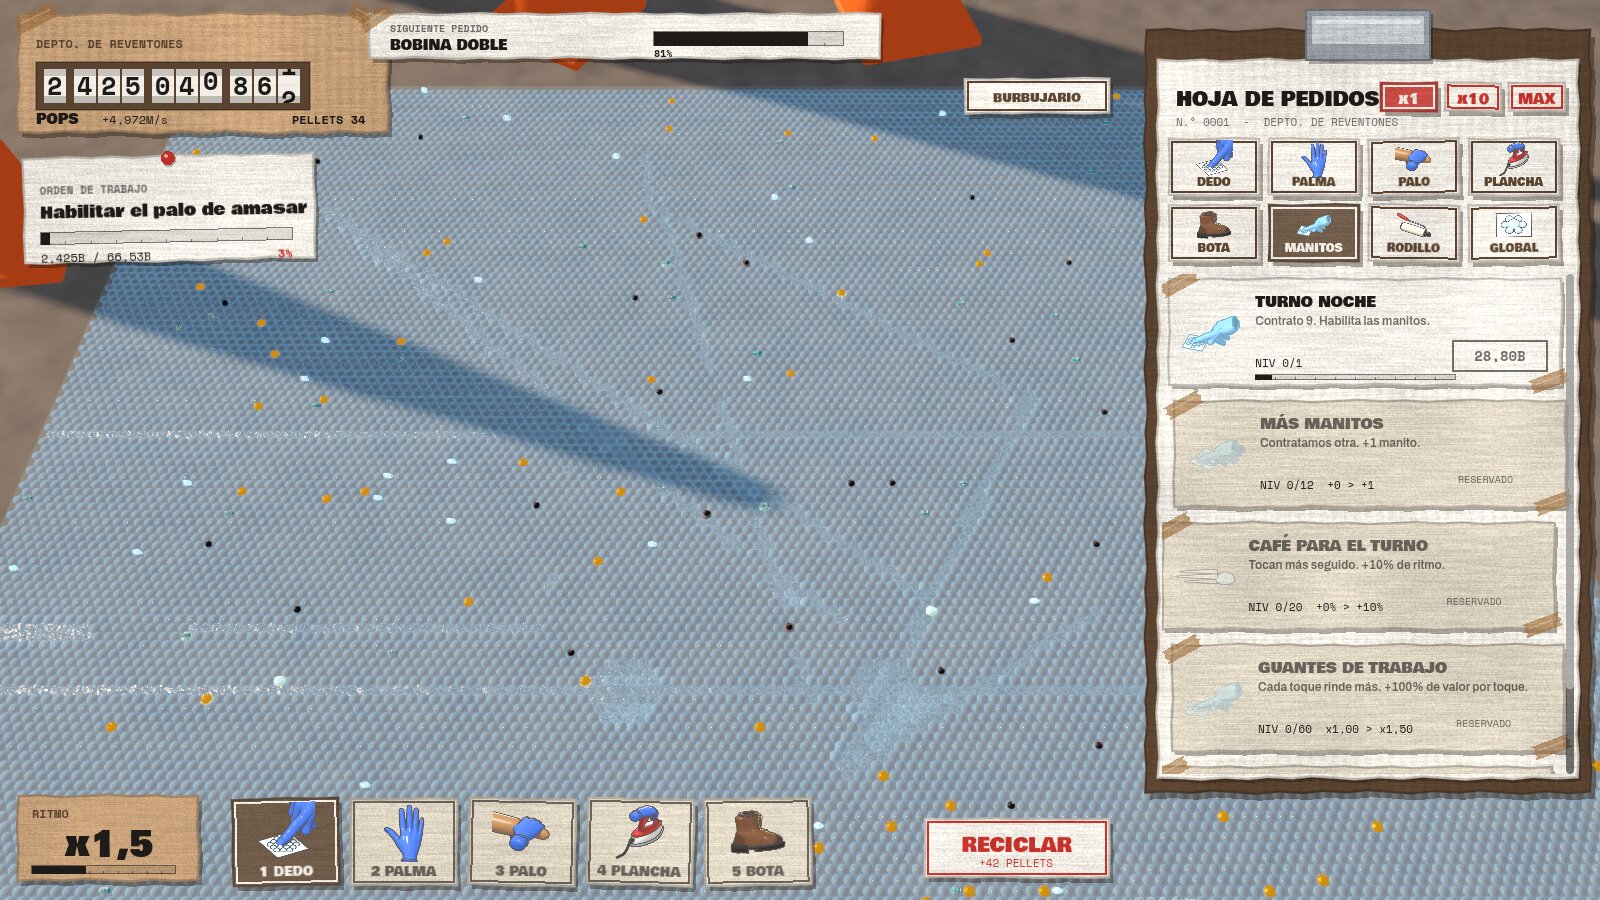 DEPTO. DE REVENTONES
2 425 040 86
POPS +4,972M/s PELLETS 34
SIGUIENTE PEDIDO
BOBINA DOBLE
81%
BURBUJARIO
ORDEN DE TRABAJO
Habilitar el palo de amasar
2,425B / 66,53B 3%
HOJA DE PEDIDOS x1 x10 MAX
N.° 0001 - DEPTO. DE REVENTONES
DEDO PALMA PALO PLANCHA
BOTA MANITOS RODILLO GLOBAL
TURNO NOCHE
Contrato 9. Habilita las manitos.
NIV 0/1 28,80B
MÁS MANITOS
Contratamos otra. +1 manito.
NIV 0/12 +0 > +1 RESERVADO
CAFÉ PARA EL TURNO
Tocan más seguido. +10% de ritmo.
NIV 0/20 +0% > +10% RESERVADO
GUANTES DE TRABAJO
Cada toque rinde más. +100% de valor por toque.
NIV 0/60 x1,00 > x1,50 RESERVADO
RITMO
x1,5
1 DEDO 2 PALMA 3 PALO 4 PLANCHA 5 BOTA
RECICLAR
+42 PELLETS